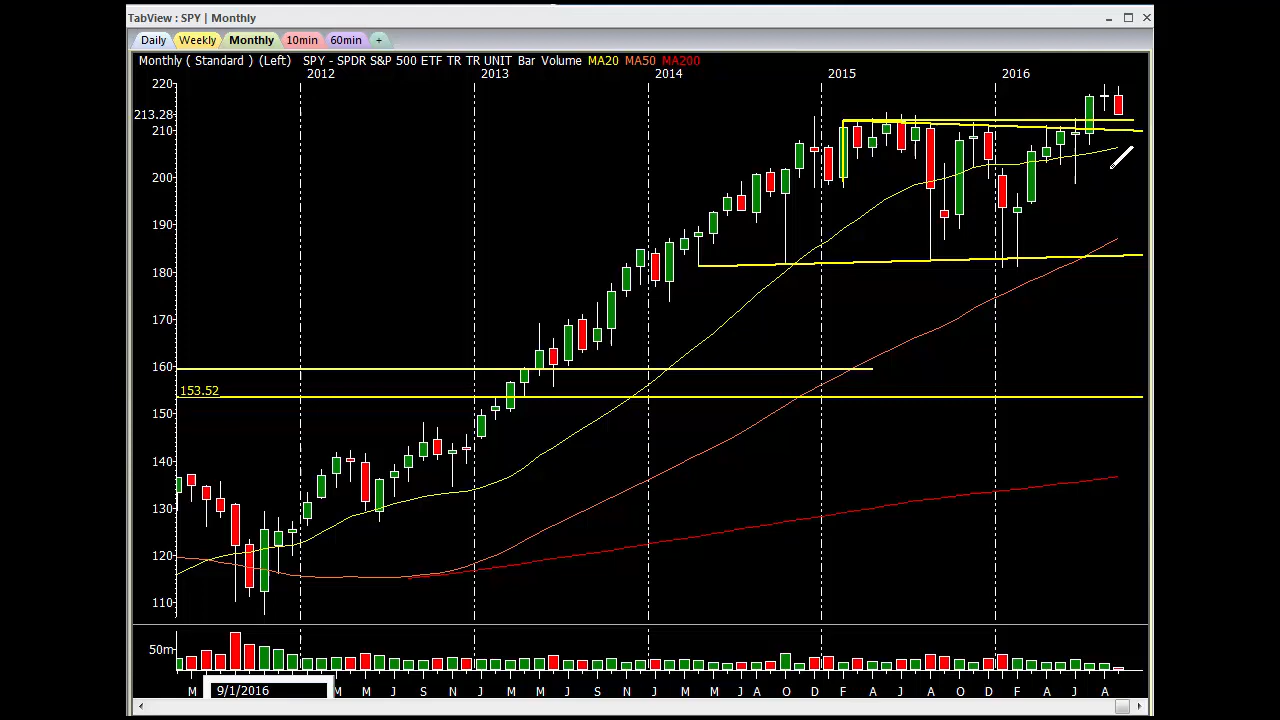 TabView : SPY | Monthly
Daily Weekly Monthly 10min 60min +
Monthly ( Standard ) (Left) SPY - SPDR S&P 500 ETF TR TR UNIT Bar Volume MA20 MA50 MA200
2012 2013 2014 2015 2016
220
213.28
210
200
190
180
170
160
153.52
150
140
130
120
110
50m
M M M J S N J M M J S N J M M J A O D F A J A O D F A J A
9/1/2016